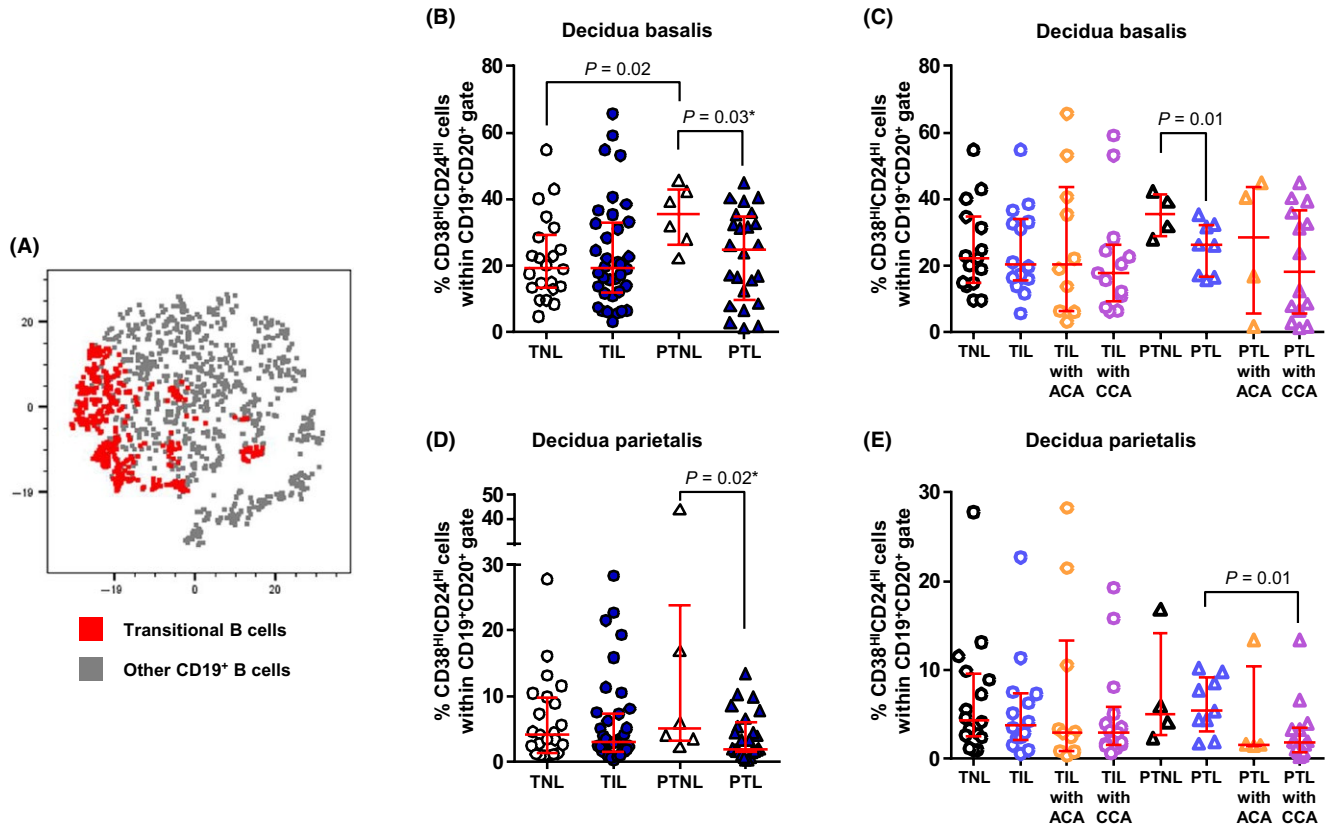 (A)
20
0
−19
−19
0
20
Transitional B cells
Other CD19⁺ B cells
(B)
Decidua basalis
% CD38ᴴᴵCD24ᴴᴵ cells
within CD19⁺CD20⁺ gate
80
60
40
20
0
P = 0.02
P = 0.03*
TNL
TIL
PTNL
PTL
(C)
Decidua basalis
% CD38ᴴᴵCD24ᴴᴵ cells
within CD19⁺CD20⁺ gate
80
60
40
20
0
P = 0.01
TNL
TIL
TIL
with
ACA
TIL
with
CCA
PTNL
PTL
PTL
with
ACA
PTL
with
CCA
(D)
Decidua parietalis
% CD38ᴴᴵCD24ᴴᴵ cells
within CD19⁺CD20⁺ gate
50
40
30
20
10
0
P = 0.02*
TNL
TIL
PTNL
PTL
(E)
Decidua parietalis
% CD38ᴴᴵCD24ᴴᴵ cells
within CD19⁺CD20⁺ gate
30
20
10
0
P = 0.01
TNL
TIL
TIL
with
ACA
TIL
with
CCA
PTNL
PTL
PTL
with
ACA
PTL
with
CCA